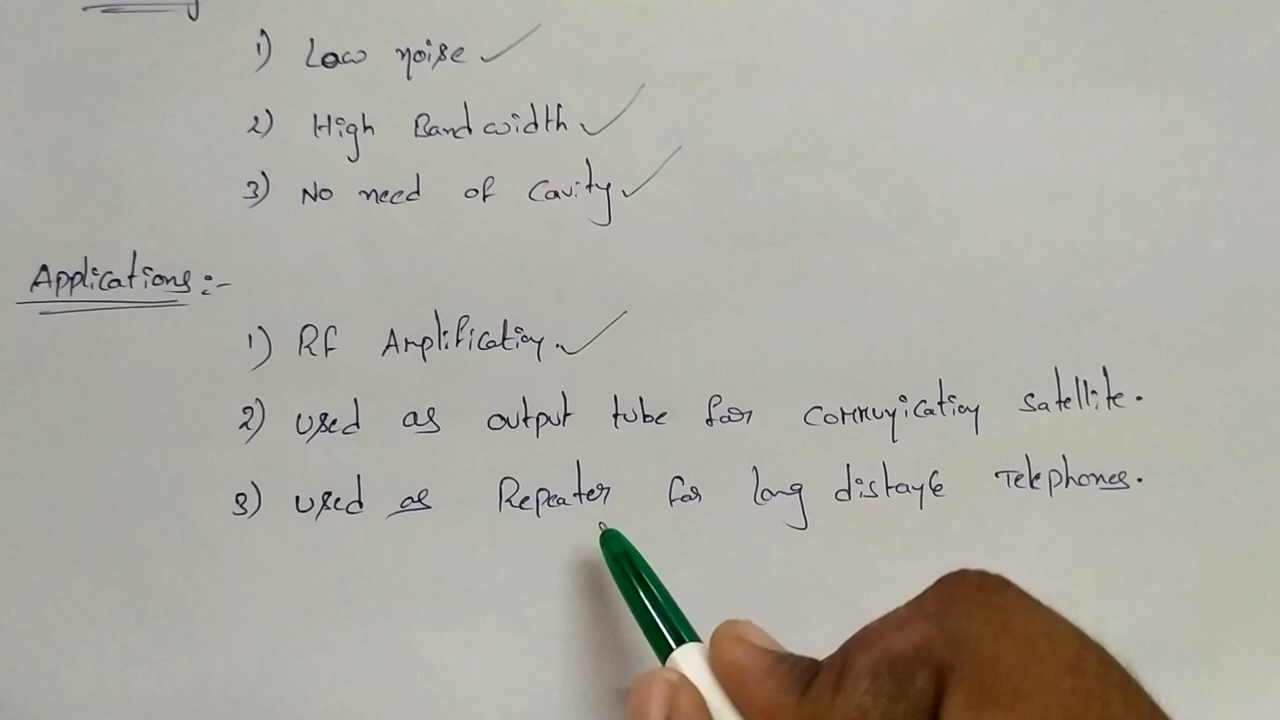 1) Low noise
2) High Bandwidth
3) No need of Cavity
Applications:-
1) RF Amplification.
2) used as output tube for communication satellite.
3) used as Repeater for long distance Telephones.